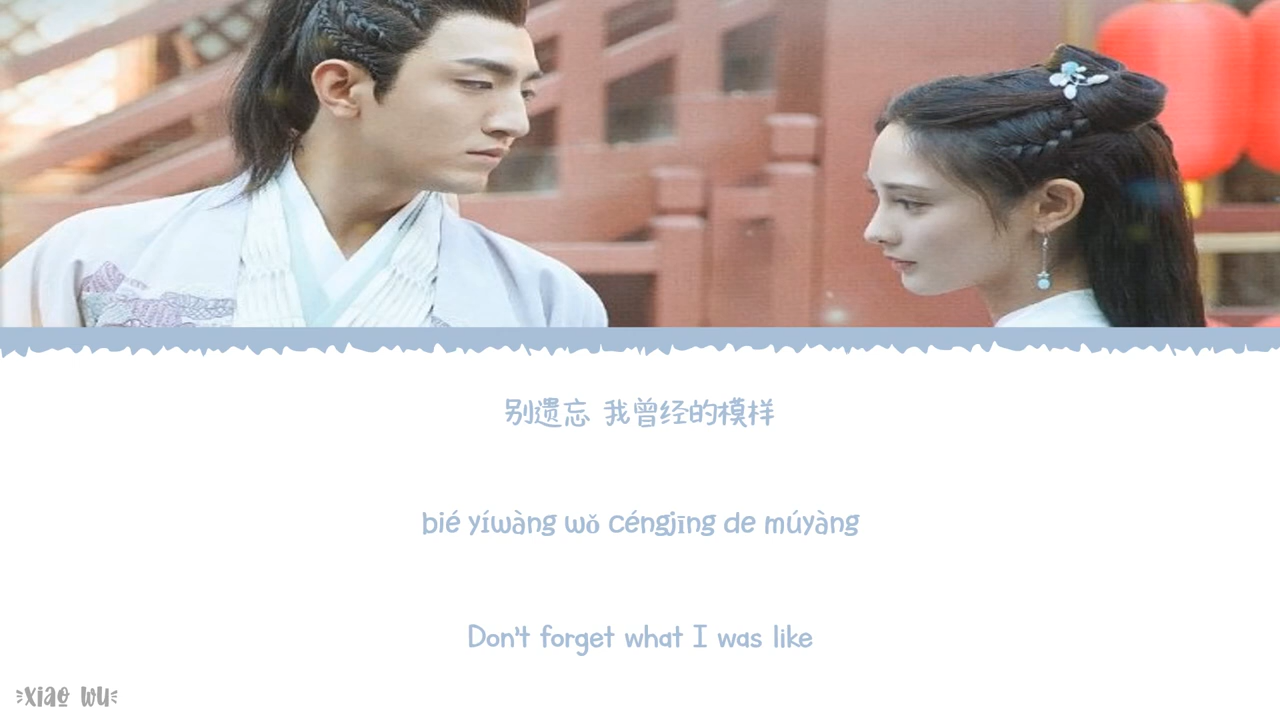 别遗忘 我曾经的模样
bié yíwàng wǒ céngjīng de múyàng
Don't forget what I was like
xiao wu